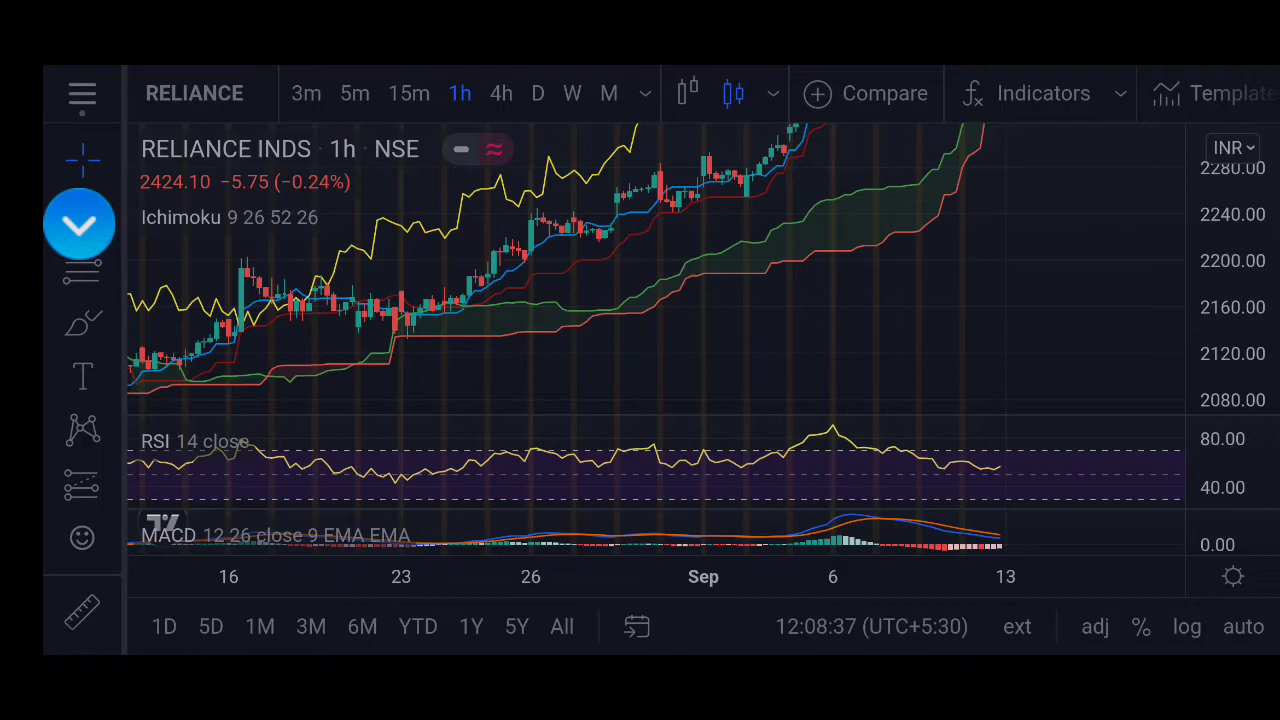 RELIANCE 3m 5m 15m 1h 4h D W M Compare Indicators Template
RELIANCE INDS · 1h · NSE
INR
2424.10 −5.75 (−0.24%)
2280.00
Ichimoku 9 26 52 26
2240.00
2200.00
2160.00
2120.00
2080.00
RSI 14 close
80.00
40.00
MACD 12 26 close 9 EMA EMA
0.00
16 23 26 Sep 6 13
1D 5D 1M 3M 6M YTD 1Y 5Y All 12:08:37 (UTC+5:30) ext adj % log auto